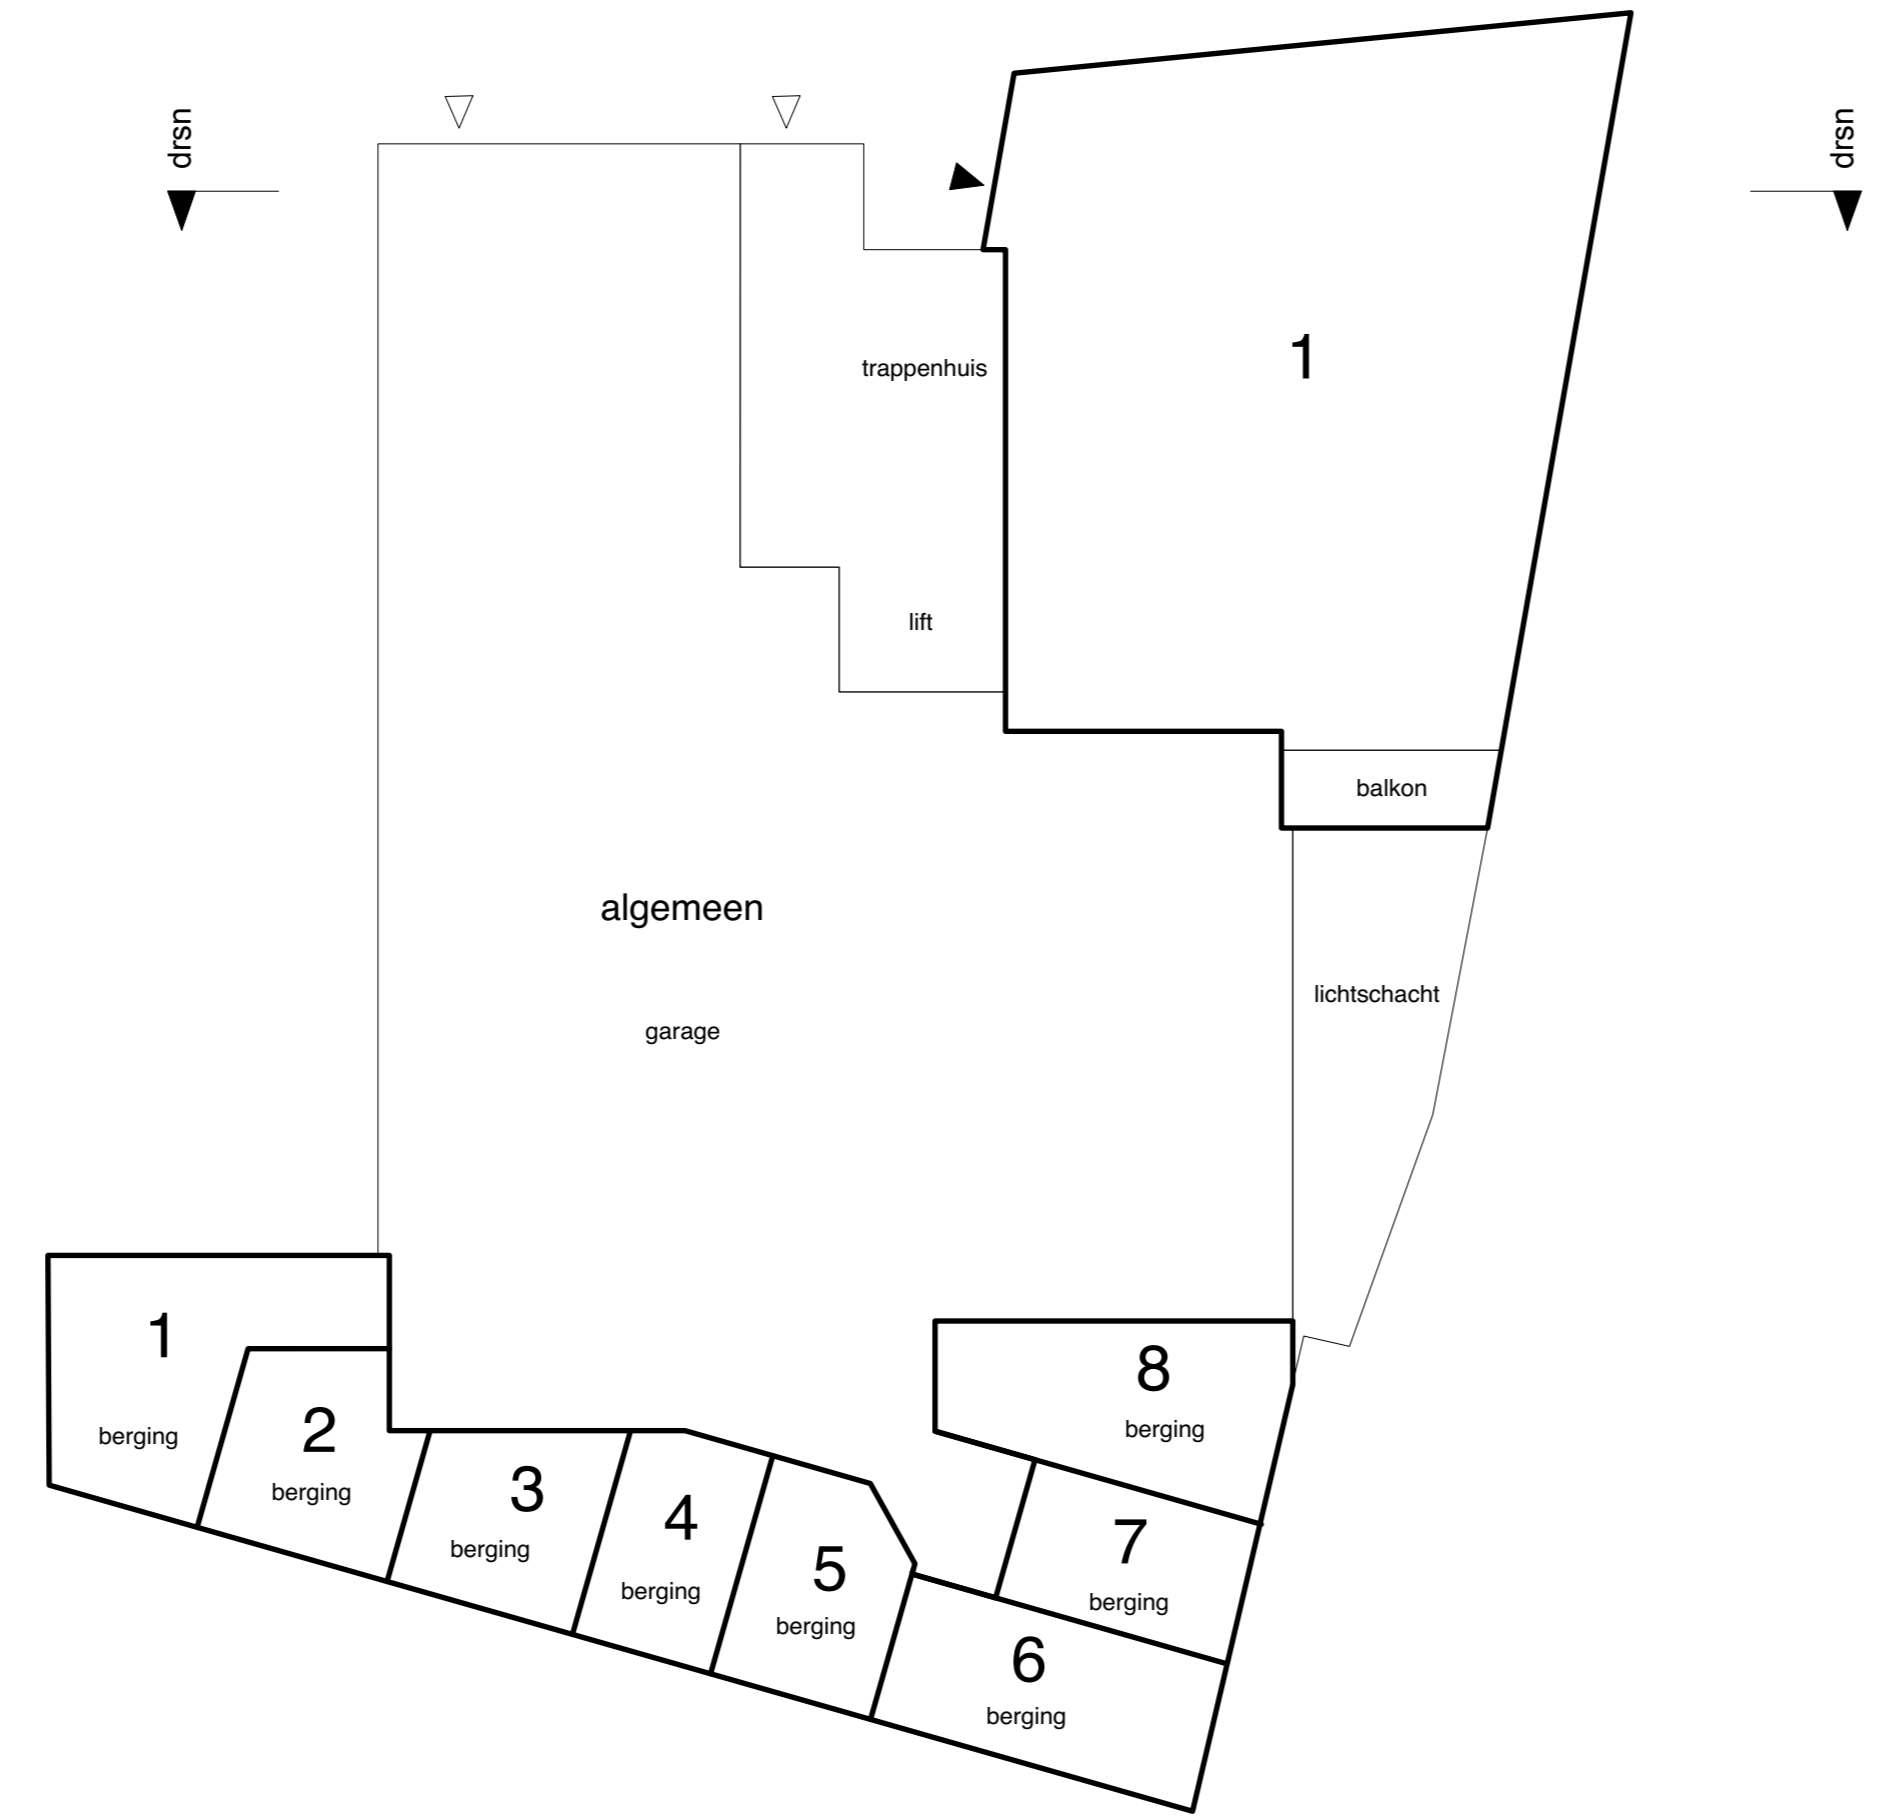 drsn
drsn
trappenhuis
1
lift
balkon
algemeen
lichtschacht
garage
1
berging
2
berging
3
berging
4
berging
5
berging
8
berging
7
berging
6
berging